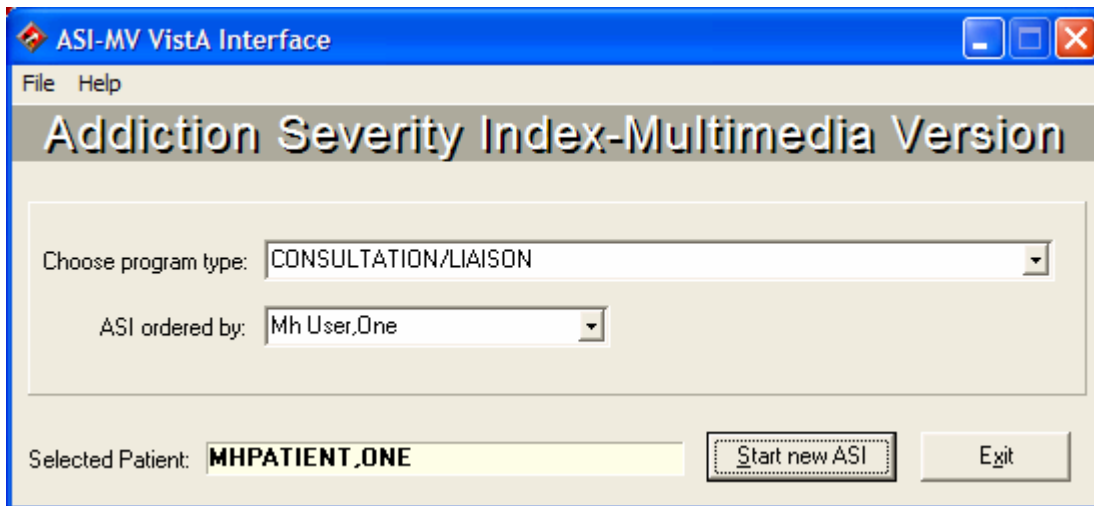 ASI-MV VistA Interface
File Help
Addiction Severity Index-Multimedia Version
Choose program type: CONSULTATION/LIAISON
ASI ordered by: Mh User,One
Selected Patient: MHPATIENT,ONE Start new ASI Exit